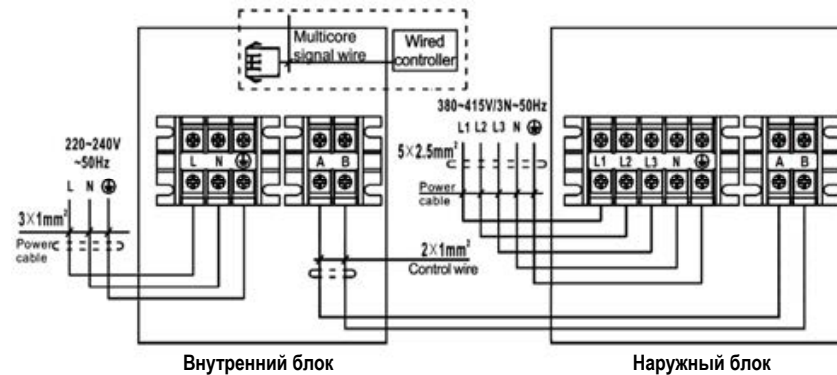 Multicore
signal wire
Wired
controller
220~240V
~50Hz
L N
3×1mm²
Power
cable
L N
A B
2×1mm²
Control wire
380~415V/3N~50Hz
L1 L2 L3 N
5×2.5mm²
Power
cable
L1 L2 L3 N
A B
Внутренний блок
Наружный блок